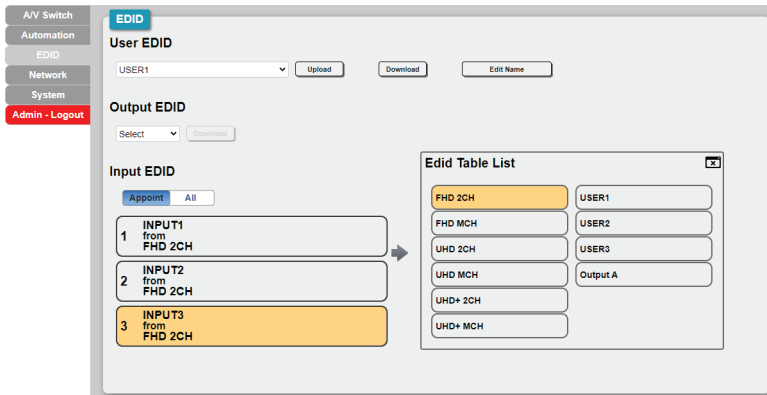 A/V Switch
Automation
EDID
Network
System
Admin - Logout
EDID
User EDID
USER1
Upload
Download
Edit Name
Output EDID
Select
Download
Input EDID
Appoint
All
1
INPUT1
from
FHD 2CH
2
INPUT2
from
FHD 2CH
3
INPUT3
from
FHD 2CH
Edid Table List
FHD 2CH
USER1
FHD MCH
USER2
UHD 2CH
USER3
UHD MCH
Output A
UHD+ 2CH
UHD+ MCH